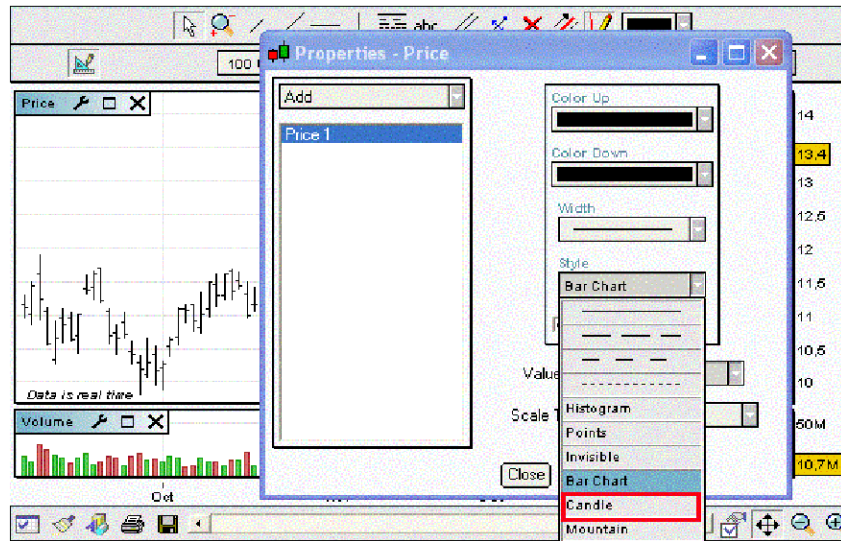 abc
Properties - Price
100
Price
Add
Price 1
Color Up
Color Down
Width
Style
Bar Chart
Histogram
Points
Invisible
Bar Chart
Candle
Mountain
Value
Scale
Close
14
13,4
13
12,5
12
11,5
11
10,5
10
Data is real time
Volume
50M
10,7M
Oct